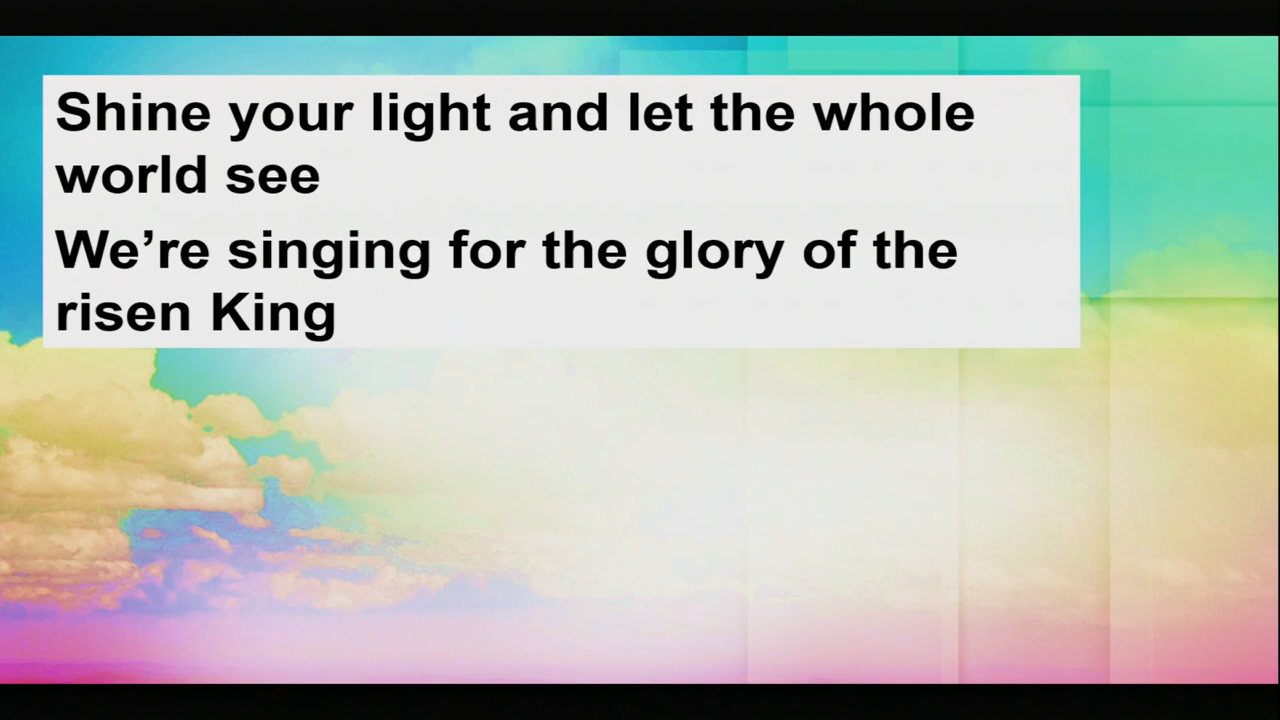 Shine your light and let the whole
world see
We’re singing for the glory of the
risen King